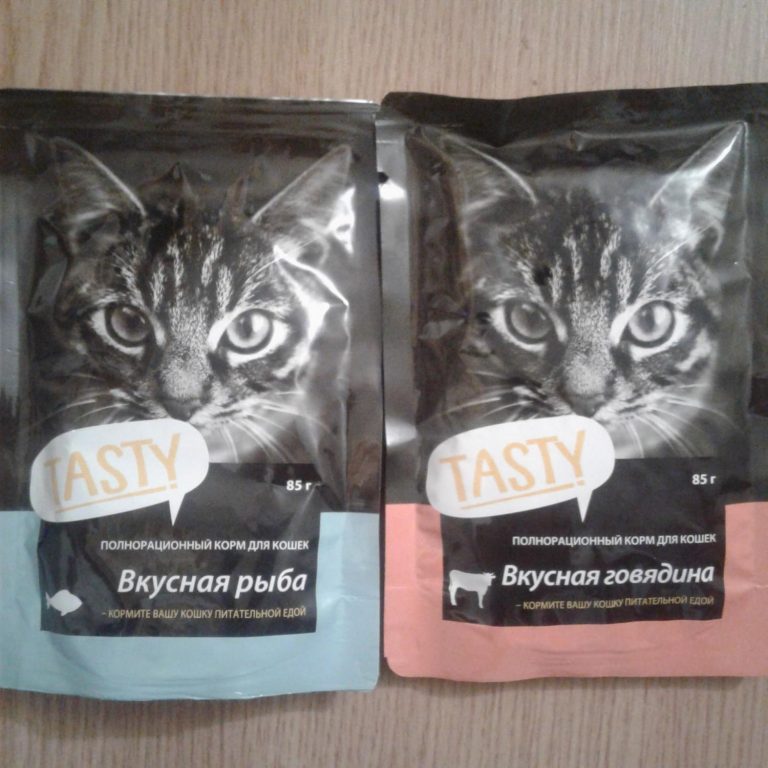 TASTY
85 г
ПОЛНОРАЦИОННЫЙ КОРМ ДЛЯ КОШЕК
Вкусная рыба
– КОРМИТЕ ВАШУ КОШКУ ПИТАТЕЛЬНОЙ ЕДОЙ
TASTY
85 г
ПОЛНОРАЦИОННЫЙ КОРМ ДЛЯ КОШЕК
Вкусная говядина
– КОРМИТЕ ВАШУ КОШКУ ПИТАТЕЛЬНОЙ ЕДОЙ